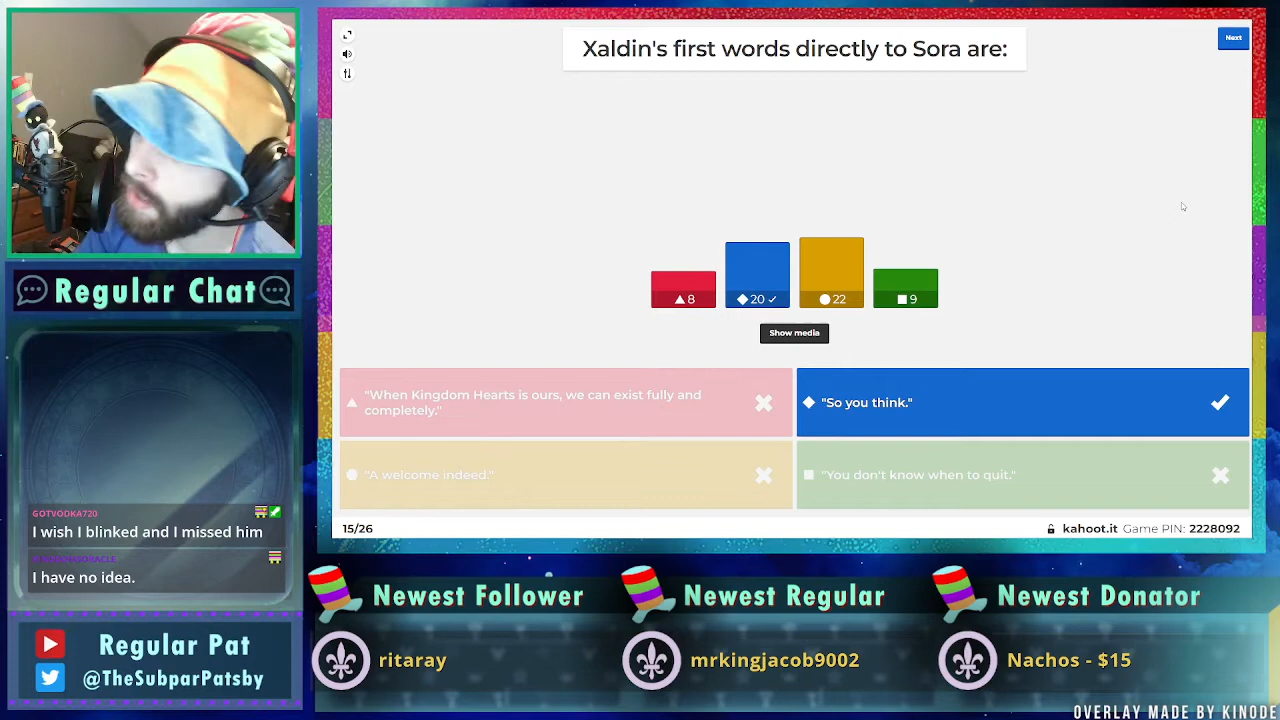 Xaldin's first words directly to Sora are:
Next
8
20
22
9
Show media
"When Kingdom Hearts is ours, we can exist fully and
completely."
"So you think."
"A welcome indeed."
"You don't know when to quit."
15/26
kahoot.it Game PIN: 2228092
Regular Chat
GOTVODKA720
I wish I blinked and I missed him
I have no idea.
Regular Pat
@TheSubparPatsby
Newest Follower
ritaray
Newest Regular
mrkingjacob9002
Newest Donator
Nachos - $15
OVERLAY MADE BY KINODE